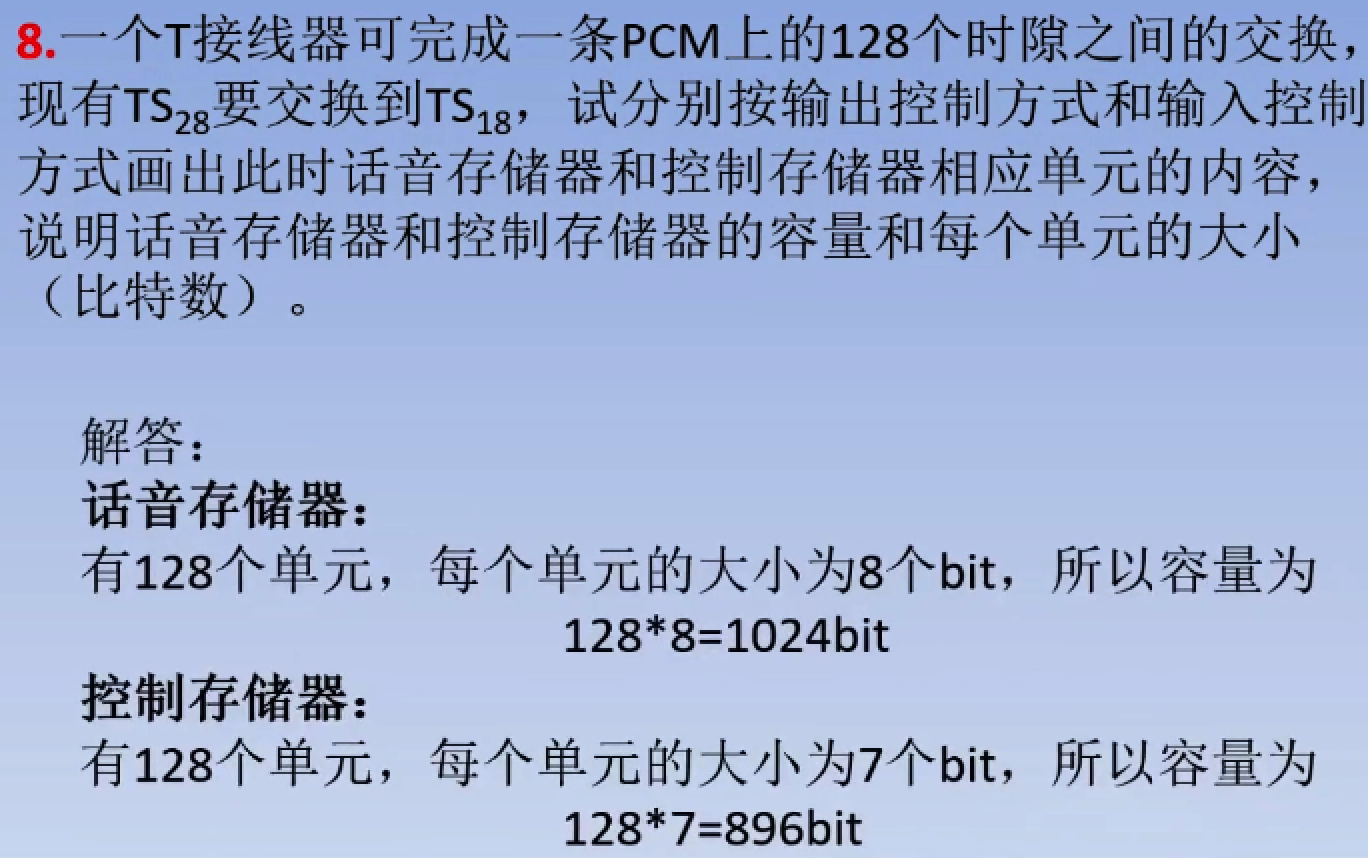 8.一个T接线器可完成一条PCM上的128个时隙之间的交换，
现有TS28要交换到TS18，试分别按输出控制方式和输入控制
方式画出此时话音存储器和控制存储器相应单元的内容，
说明话音存储器和控制存储器的容量和每个单元的大小
（比特数）。
解答：
话音存储器：
有128个单元，每个单元的大小为8个bit，所以容量为
128*8=1024bit
控制存储器：
有128个单元，每个单元的大小为7个bit，所以容量为
128*7=896bit